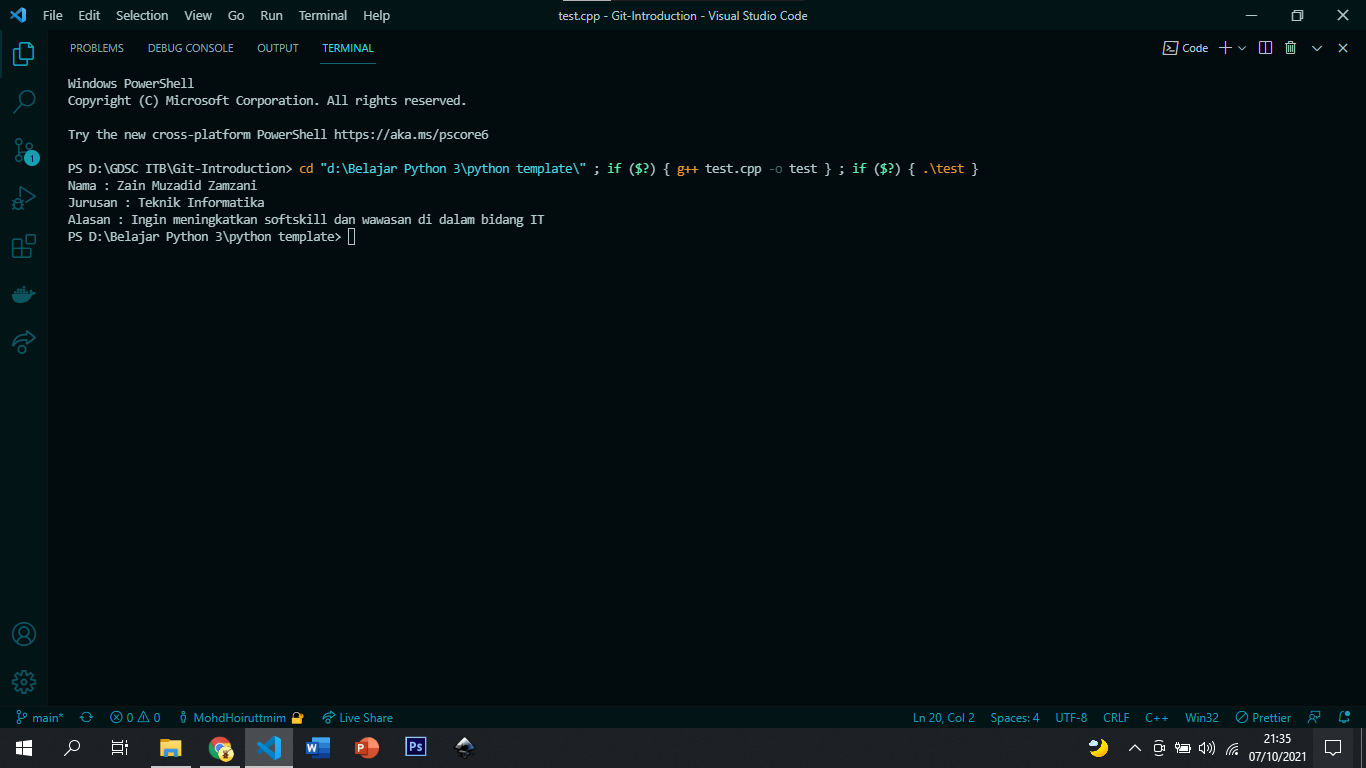 File Edit Selection View Go Run Terminal Help test.cpp - Git-Introduction - Visual Studio Code
PROBLEMS DEBUG CONSOLE OUTPUT TERMINAL Code
Windows PowerShell
Copyright (C) Microsoft Corporation. All rights reserved.
Try the new cross-platform PowerShell https://aka.ms/pscore6
PS D:\GDSC ITB\Git-Introduction> cd "d:\Belajar Python 3\python template\" ; if ($?) { g++ test.cpp -o test } ; if ($?) { .\test }
Nama : Zain Muzadid Zamzani
Jurusan : Teknik Informatika
Alasan : Ingin meningkatkan softskill dan wawasan di dalam bidang IT
PS D:\Belajar Python 3\python template>
1
main* 0 0 MohdHoiruttmim Live Share Ln 20, Col 2 Spaces: 4 UTF-8 CRLF C++ Win32 Prettier
W P Ps 21:35
07/10/2021